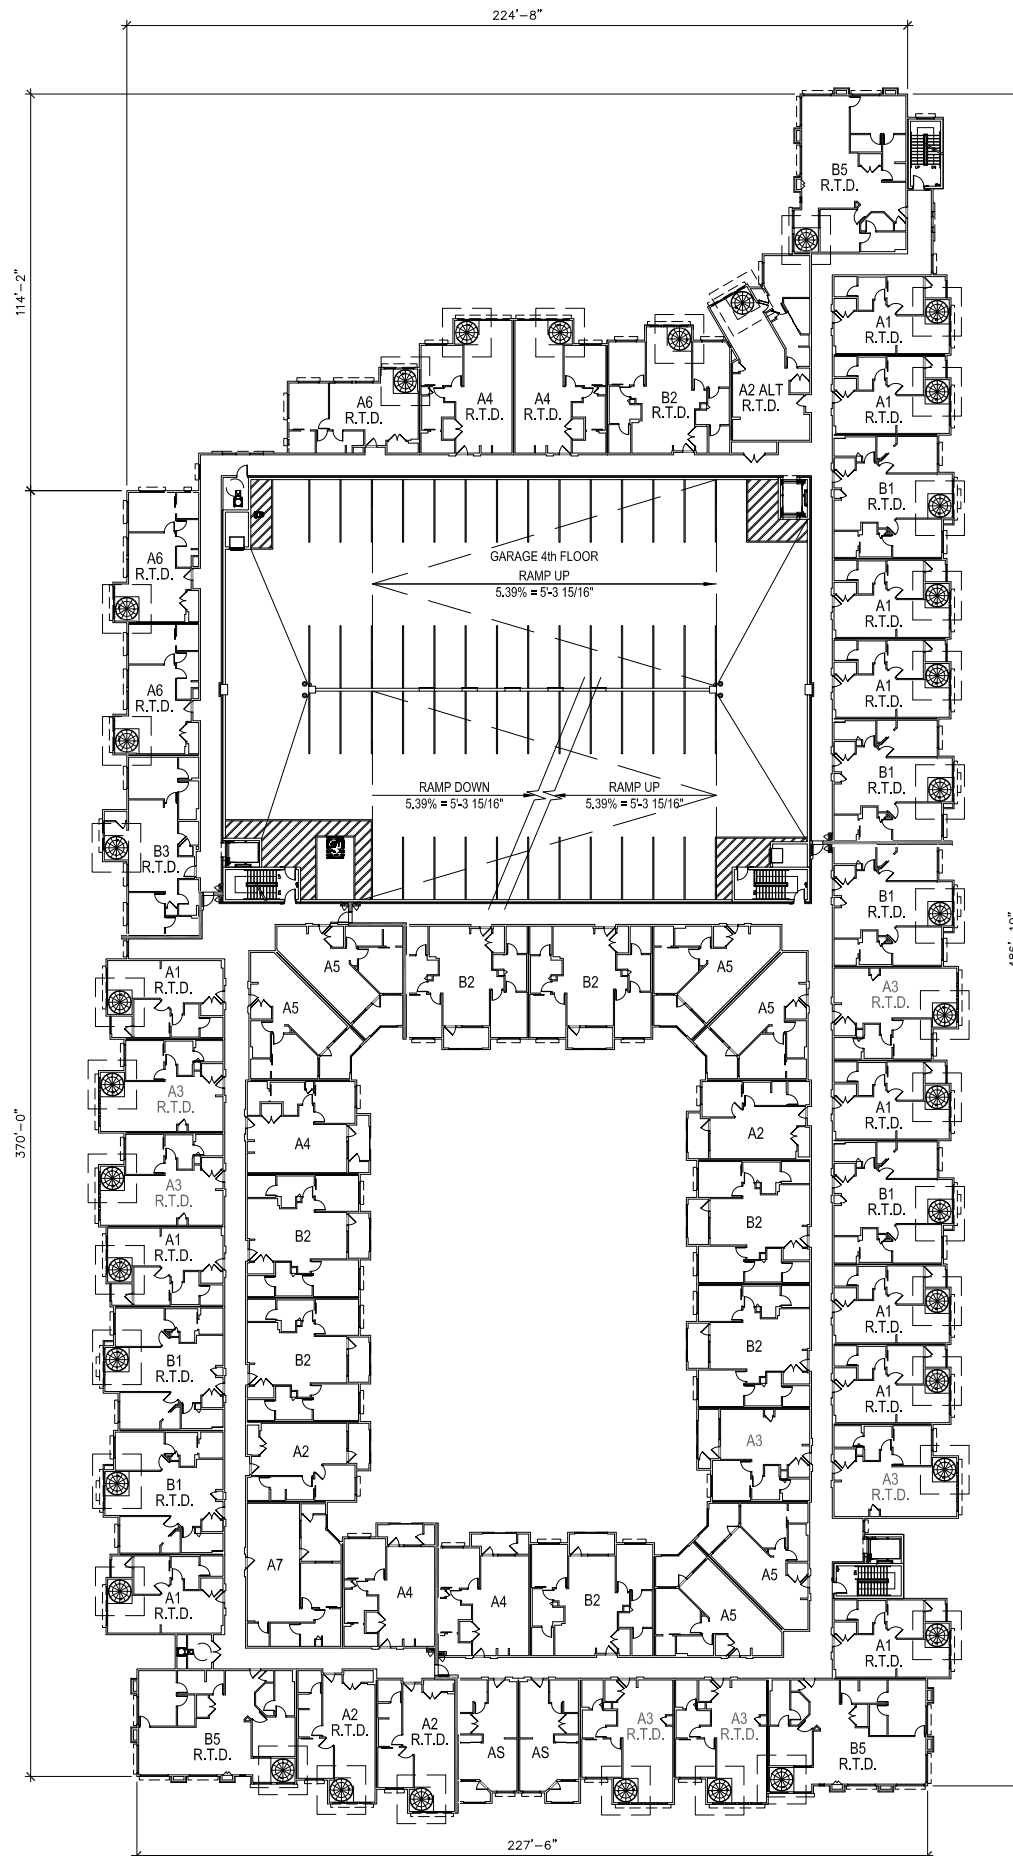 224'-8"
B5
R.T.D.
114'-2"
A1
R.T.D.
A6
R.T.D.
A4
R.T.D.
A4
R.T.D.
B2
R.T.D.
A2 ALT
R.T.D.
A1
R.T.D.
B1
R.T.D.
GARAGE 4th FLOOR
RAMP UP
5.39% = 5'-3 15/16"
A6
R.T.D.
A1
R.T.D.
A6
R.T.D.
A1
R.T.D.
B1
R.T.D.
RAMP DOWN
5.39% = 5'-3 15/16"
RAMP UP
5.39% = 5'-3 15/16"
B3
R.T.D.
B1
R.T.D.
A1
R.T.D.
A5
B2
B2
A5
A5
A5
A3
R.T.D.
A3
R.T.D.
370'-0"
A4
A2
A1
R.T.D.
A3
R.T.D.
B2
B2
B1
R.T.D.
A1
R.T.D.
B1
R.T.D.
B2
B2
A1
R.T.D.
A1
R.T.D.
B1
R.T.D.
A2
A3
A3
R.T.D.
A1
R.T.D.
A7
A4
A4
B2
A5
A5
A1
R.T.D.
B5
R.T.D.
A2
R.T.D.
A2
R.T.D.
AS
AS
A3
R.T.D.
A3
R.T.D.
B5
R.T.D.
227'-6"